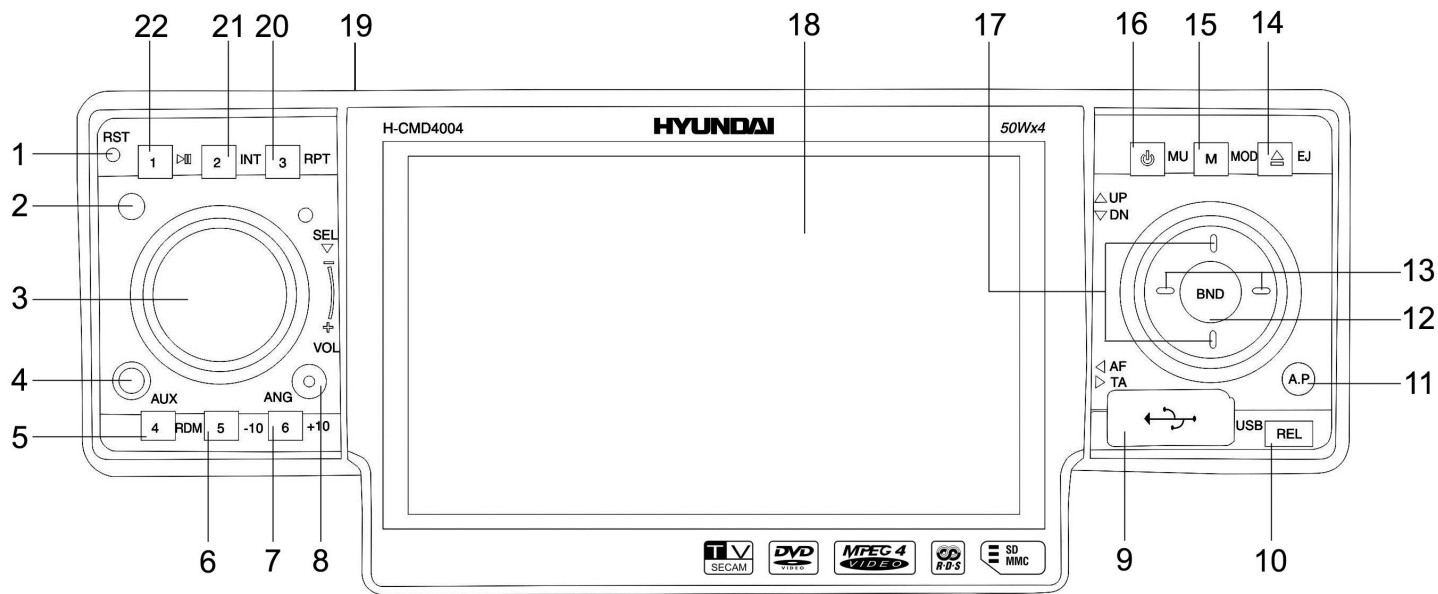 22 21 20 19 18 17 16 15 14
H-CMD4004 HYUNDAI 50Wx4
RST
1 1 2 INT 3 RPT
MU M MOD EJ
2
UP
DN
SEL
3
BND
13
12
VOL
4
AF
TA
A.P 11
AUX ANG
5 4 RDM 5 -10 6 +10
USB REL
6 7 8 9 10
TV SECAM
DVD VIDEO
MPEG 4 VIDEO
R·D·S
SD MMC